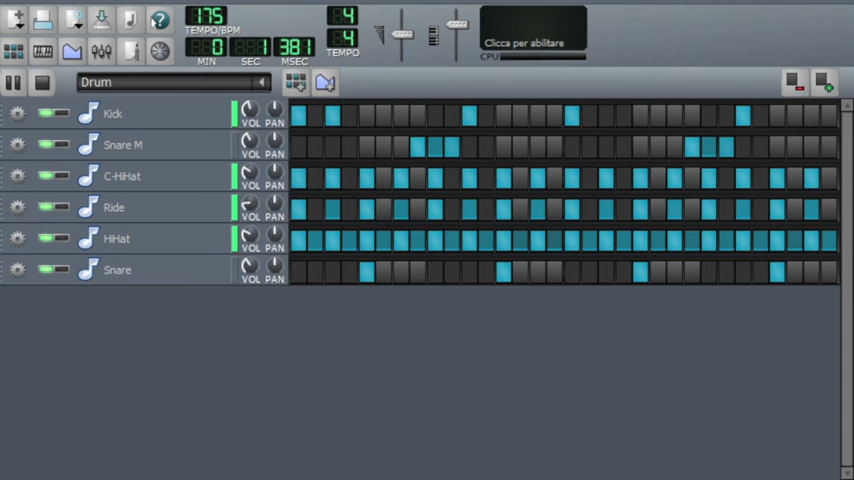 175
TEMPO/BPM
0 1 381
MIN SEC MSEC
4
4
TEMPO
Clicca per abilitare
CPU
Drum
Kick
VOL PAN
Snare M
VOL PAN
C-HiHat
VOL PAN
Ride
VOL PAN
HiHat
VOL PAN
Snare
VOL PAN